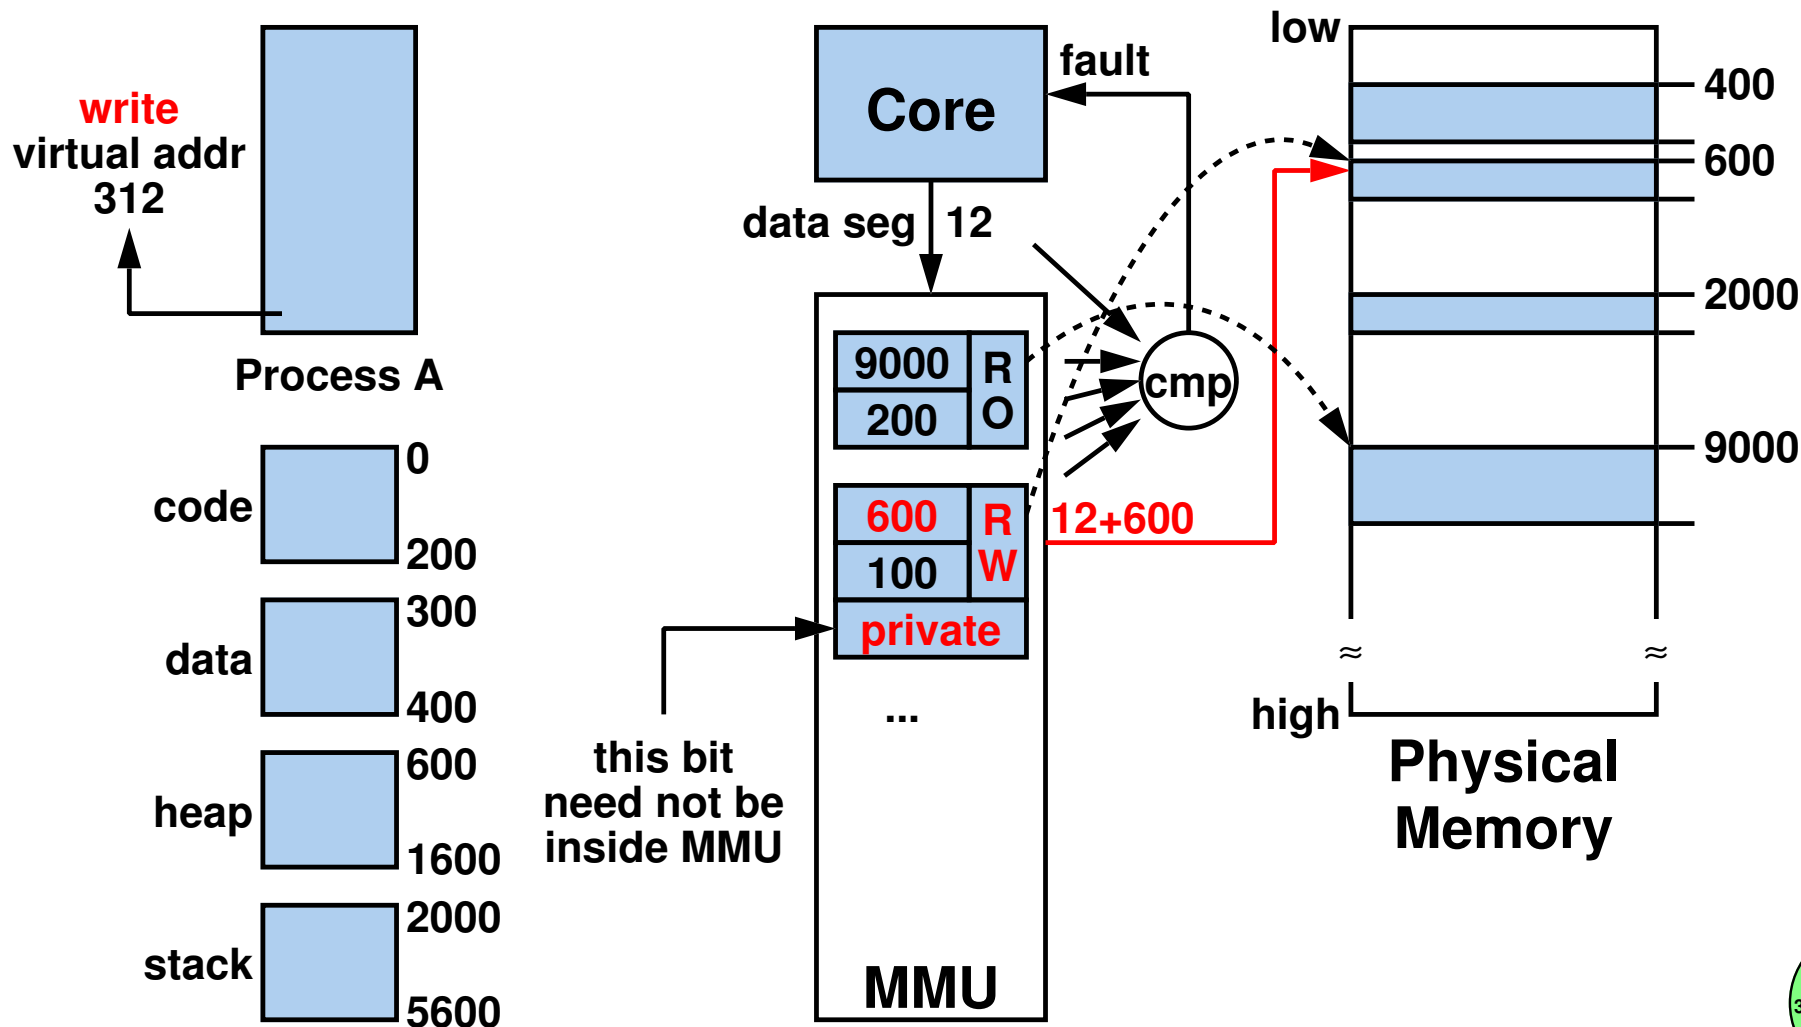 write
virtual addr
312
Process A
code
0
200
data
300
400
heap
600
1600
stack
2000
5600
Core
fault
data seg
12
9000
200
R
O
cmp
600
100
R
W
private
12+600
...
this bit
need not be
inside MMU
MMU
low
400
600
2000
9000
≈
≈
high
Physical
Memory